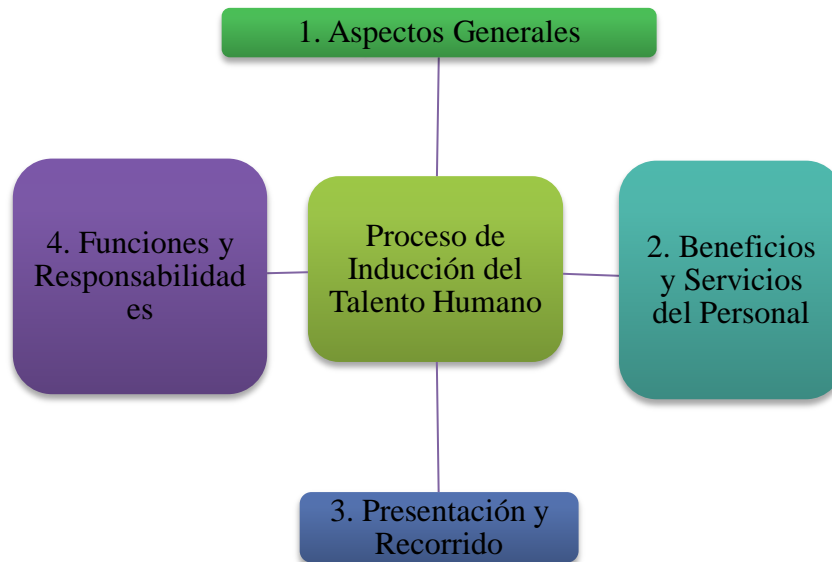 1. Aspectos Generales
4. Funciones y
Responsabilidad
es
Proceso de
Inducción del
Talento Humano
2. Beneficios
y Servicios
del Personal
3. Presentación y
Recorrido